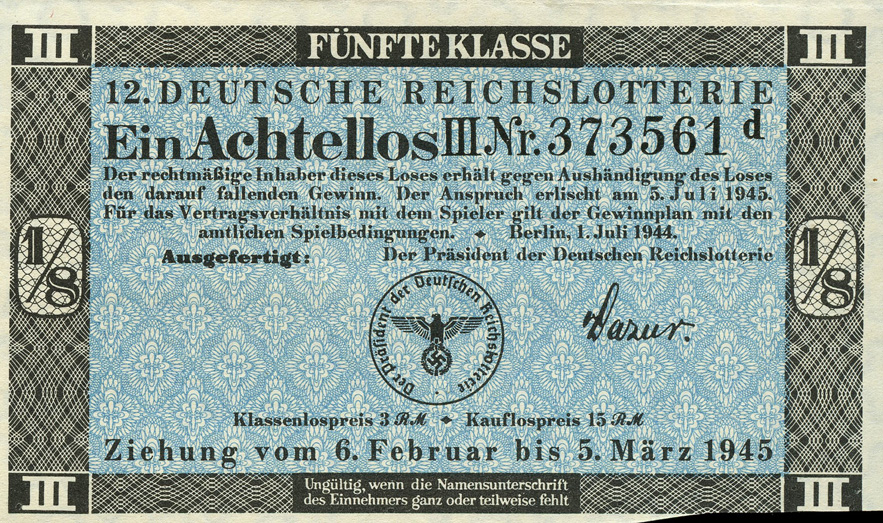 III FÜNFTE KLASSE III
12. DEUTSCHE REICHSLOTTERIE
Ein Achtellos III Nr. 373561 d
Der rechtmäßige Inhaber dieses Loses erhält gegen Aushändigung des Loses
den darauf fallenden Gewinn. Der Anspruch erlischt am 5. Juli 1945.
Für das Vertragsverhältnis mit dem Spieler gilt der Gewinnplan mit den
amtlichen Spielbedingungen. Berlin, 1. Juli 1944.
Ausgefertigt: Der Präsident der Deutschen Reichslotterie
1/8 1/8
Der Präsident der Deutschen Reichslotterie
Klassenlospreis 3 RM Kauflospreis 15 RM
Ziehung vom 6. Februar bis 5. März 1945
III Ungültig, wenn die Namensunterschrift III
des Einnehmers ganz oder teilweise fehlt